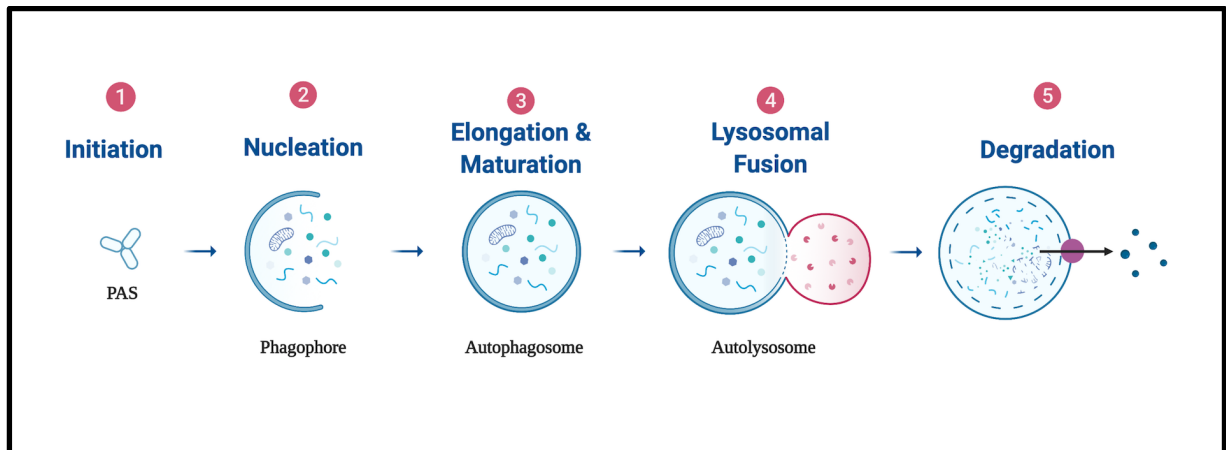 1
Initiation
PAS
2
Nucleation
Phagophore
3
Elongation &
Maturation
Autophagosome
4
Lysosomal
Fusion
Autolysosome
5
Degradation